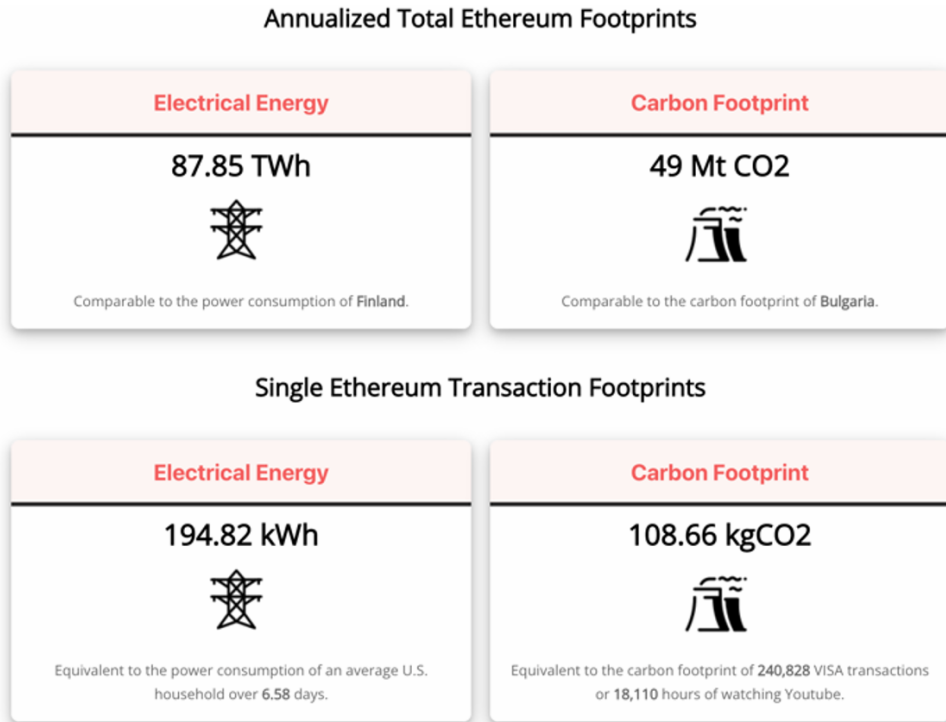 Annualized Total Ethereum Footprints
Electrical Energy
87.85 TWh
Comparable to the power consumption of Finland.
Carbon Footprint
49 Mt CO2
Comparable to the carbon footprint of Bulgaria.
Single Ethereum Transaction Footprints
Electrical Energy
194.82 kWh
Equivalent to the power consumption of an average U.S.
household over 6.58 days.
Carbon Footprint
108.66 kgCO2
Equivalent to the carbon footprint of 240,828 VISA transactions
or 18,110 hours of watching Youtube.